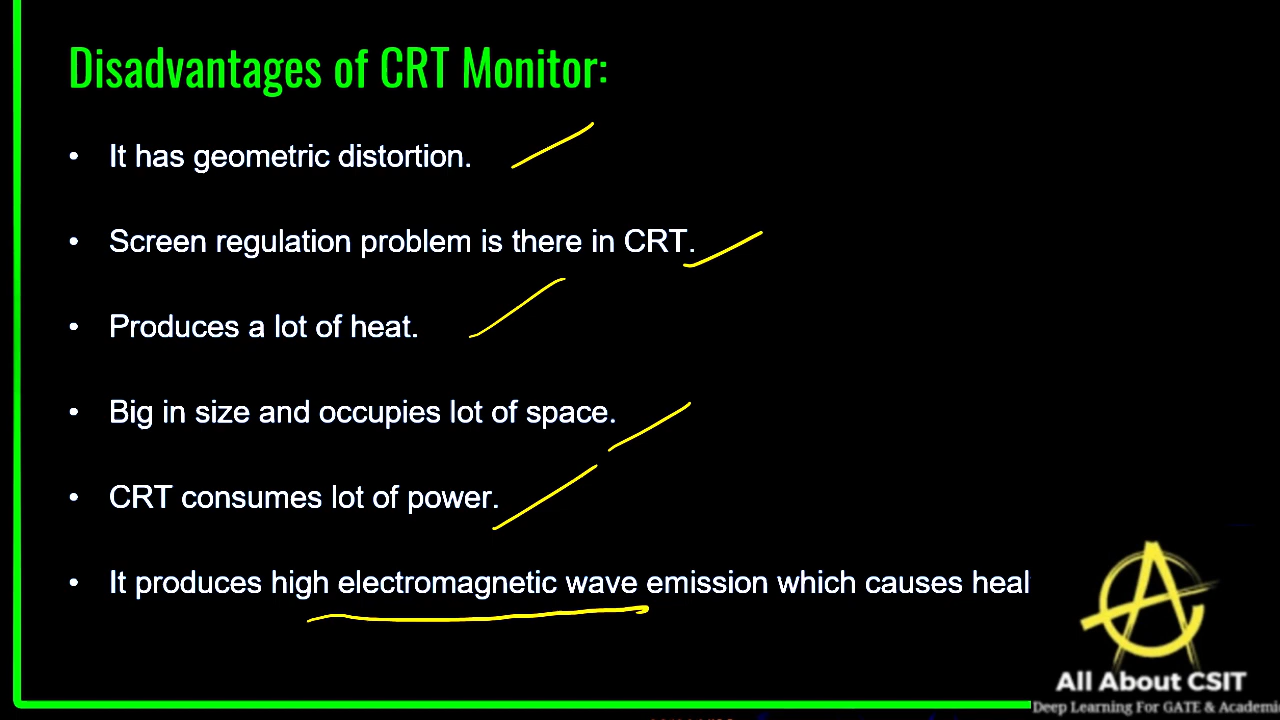 Disadvantages of CRT Monitor:
• It has geometric distortion.
• Screen regulation problem is there in CRT.
• Produces a lot of heat.
• Big in size and occupies lot of space.
• CRT consumes lot of power.
• It produces high electromagnetic wave emission which causes heal
All About CSIT
Deep Learning For GATE & Academi